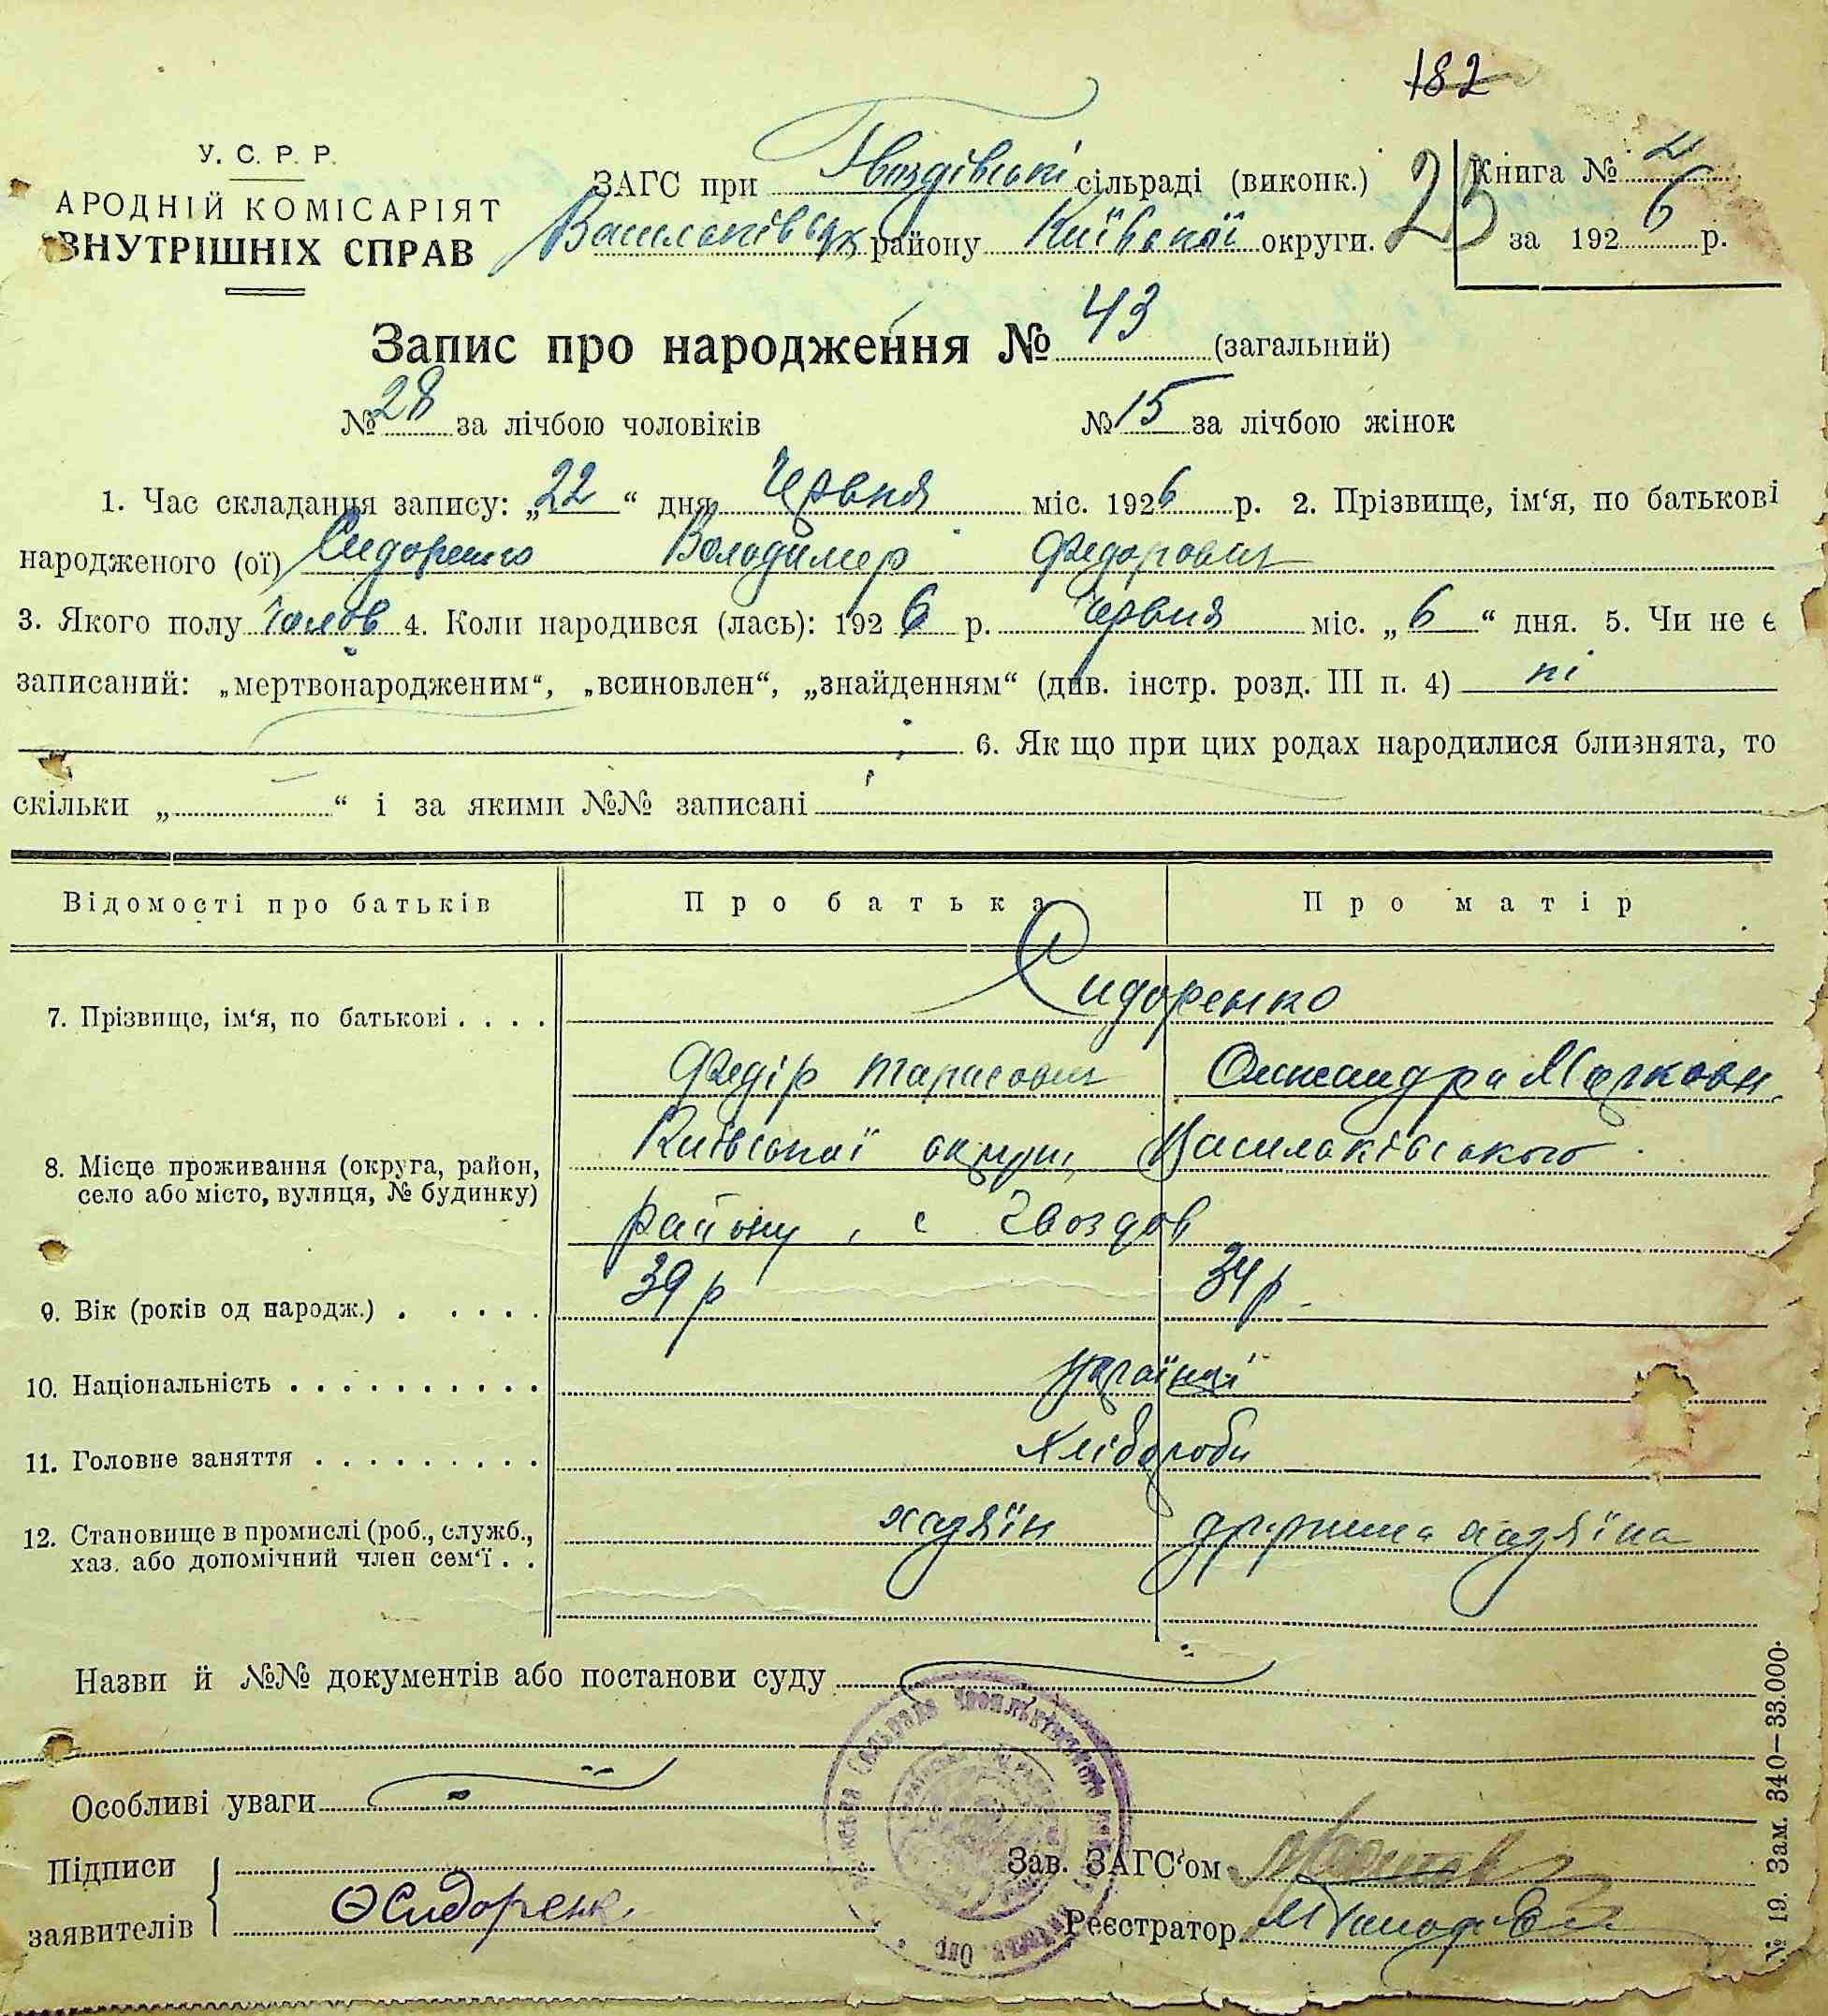 182
У. С. Р. Р.
АРОДНІЙ КОМІСАРІЯТ
ВНУТРІШНІХ СПРАВ
ЗАГС при Гвоздівській сільраді (виконк.)
Васильківськ району Київської округи.
25
Книга № 2
за 1926 р.
Запис про народження № 43 (загальний)
№ 28 за лічбою чоловіків № 15 за лічбою жінок
1. Час складання запису: „22“ дня Червня міс. 1926 р. 2. Прізвище, ім‘я, по батькові
народженого (ої) Сидоренко Володимер Федорович
3. Якого полу чолов 4. Коли народився (лась): 1926 р. Червня міс. „6“ дня. 5. Чи не є
записаний: „мертвонародженим“, „всиновлен“, „знайденням“ (див. інстр. розд. III п. 4) ні
6. Як що при цих родах народилися близнята, то
скільки „ “ і за якими №№ записані
Відомості про батьків Про батька Про матір
7. Прізвище, ім‘я, по батькові . . . . Сидоренко
Федір Тарасович Олександра Марковн
8. Місце проживання (округа, район, село або місто, вулиця, № будинку) Київської округи, Васильківського
району, с Гвоздов
9. Вік (років од народж.) . . . . . 39 р 34 р.
10. Національність . . . . . . . . . . українці
11. Головне заняття . . . . . . . . . Хлібороби
12. Становище в промислі (роб., служб., хазяїн дружина хазяїна
хаз. або допомічний член сем‘ї . .
Назви й №№ документів або постанови суду
Особливі уваги
Підписи
заявителів Ф Сидоренк.
Зав. ЗАГС‘ом
Реєстратор
№ 19. Зам. 340—33.000.